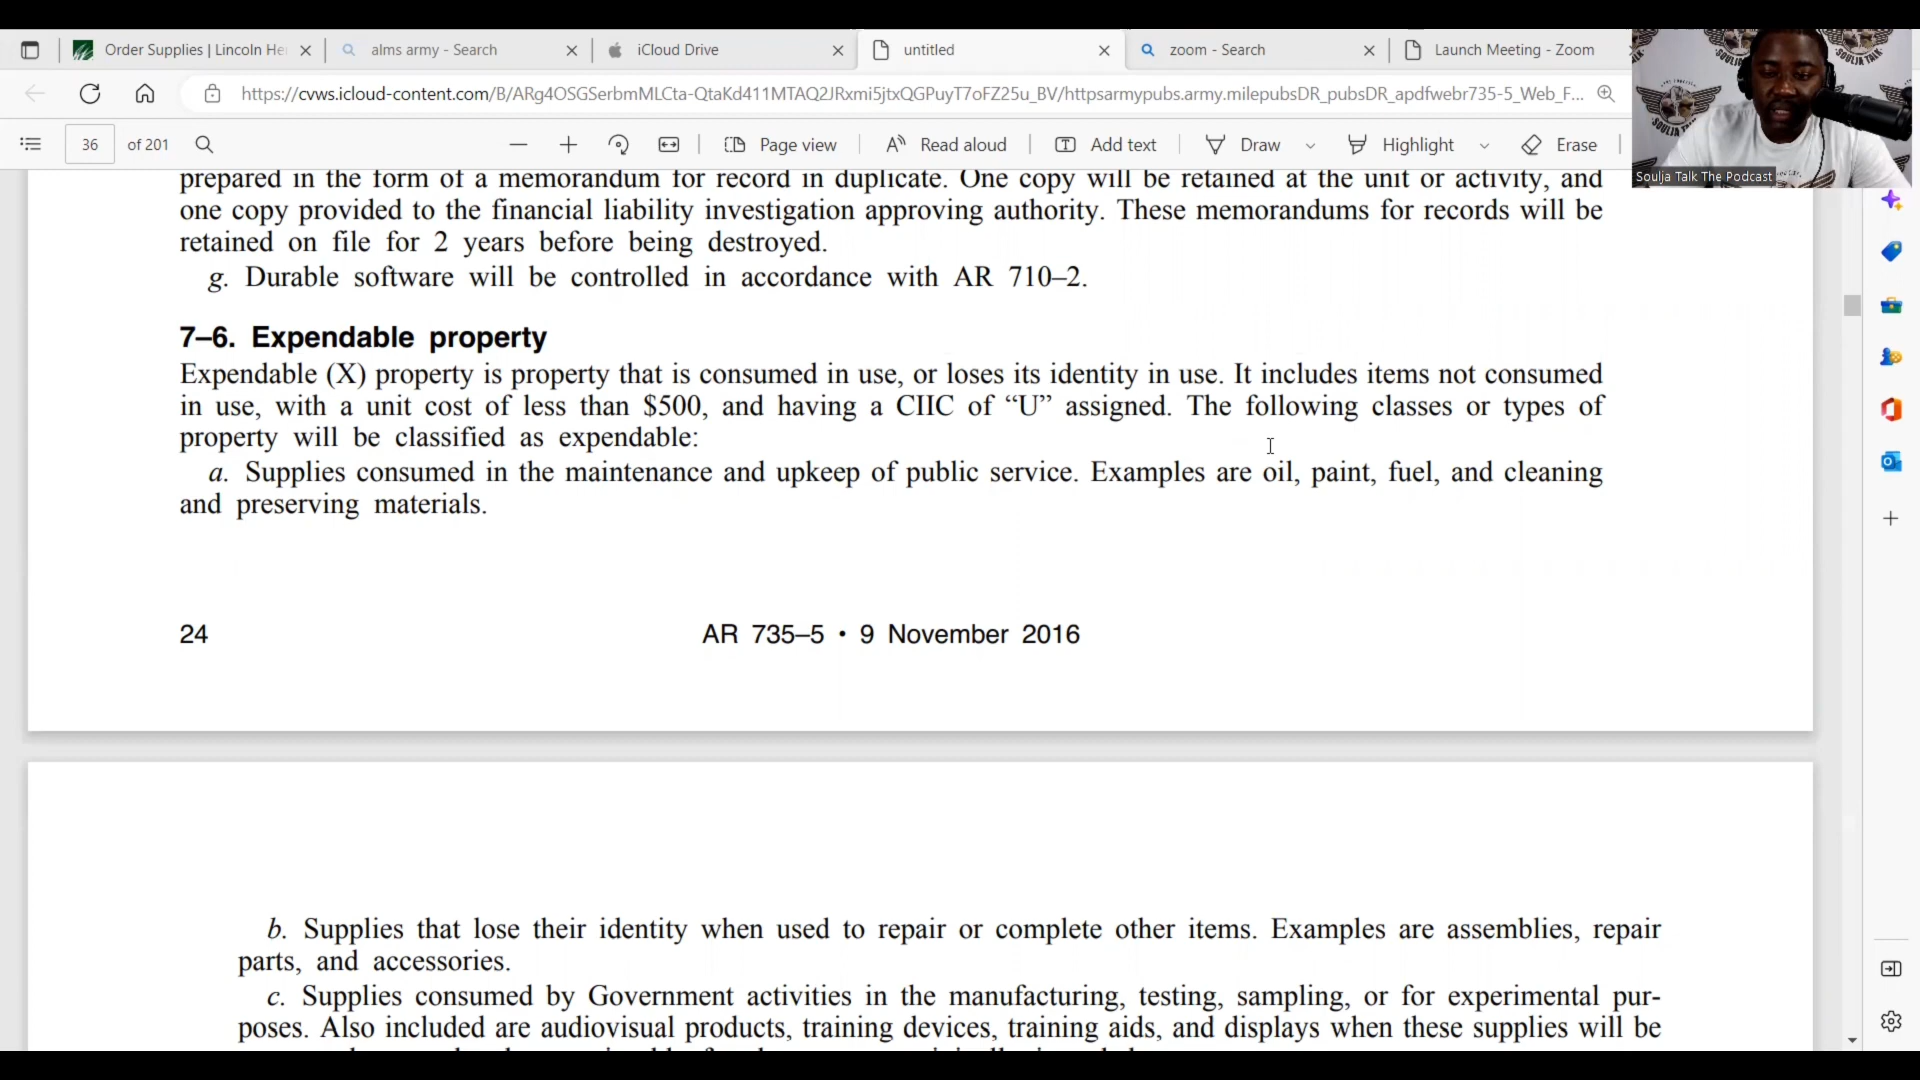 Order Supplies | Lincoln He
alms army - Search
iCloud Drive
untitled
zoom - Search
Launch Meeting - Zoom
https://cvws.icloud-content.com/B/ARg4OSGSerbmMLCta-QtaKd411MTAQ2JRxmi5jtxQGPuyT7oFZ25u_BV/httpsarmypubs.army.milepubsDR_pubsDR_apdfwebr735-5_Web_F...
36 of 201
Page view
Read aloud
Add text
Draw
Highlight
Erase
SOULJA TALK
Soulja Talk The Podcast
prepared in the form of a memorandum for record in duplicate. One copy will be retained at the unit or activity, and
one copy provided to the financial liability investigation approving authority. These memorandums for records will be
retained on file for 2 years before being destroyed.
g. Durable software will be controlled in accordance with AR 710–2.
7–6. Expendable property
Expendable (X) property is property that is consumed in use, or loses its identity in use. It includes items not consumed
in use, with a unit cost of less than $500, and having a CIIC of “U” assigned. The following classes or types of
property will be classified as expendable:
a. Supplies consumed in the maintenance and upkeep of public service. Examples are oil, paint, fuel, and cleaning
and preserving materials.
24
AR 735–5 • 9 November 2016
b. Supplies that lose their identity when used to repair or complete other items. Examples are assemblies, repair
parts, and accessories.
c. Supplies consumed by Government activities in the manufacturing, testing, sampling, or for experimental pur-
poses. Also included are audiovisual products, training devices, training aids, and displays when these supplies will be